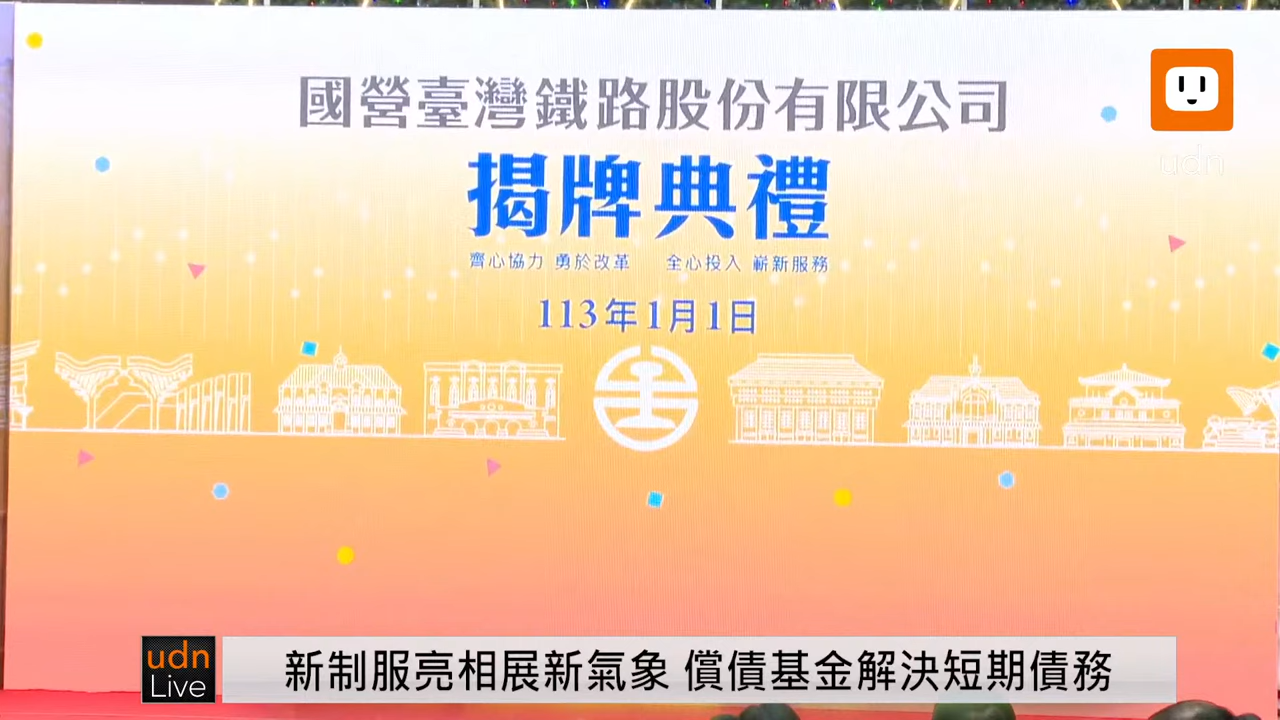 國營臺灣鐵路股份有限公司
揭牌典禮
齊心協力 勇於改革 全心投入 嶄新服務
113年1月1日
udn
udn
Live
新制服亮相展新氣象 償債基金解決短期債務